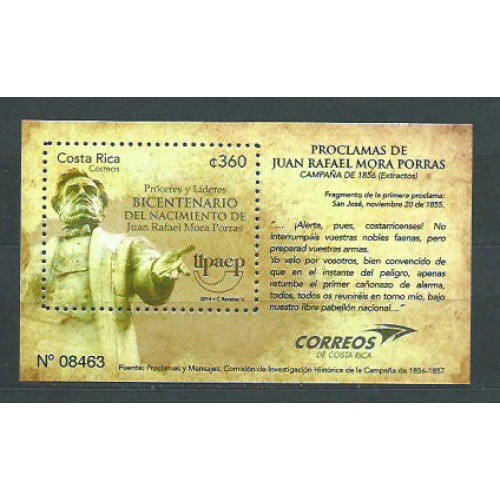 Costa Rica
Correos
¢360
Próceres y Líderes
BICENTENARIO
DEL NACIMIENTO DE
Juan Rafael Mora Porras
upaep
2014 - C. Ramírez V.
Nº 08463
PROCLAMAS DE
JUAN RAFAEL MORA PORRAS
CAMPAÑA DE 1856 (Extractos)
Fragmento de la primera proclama:
San José, noviembre 20 de 1855.
"... ¡Alerta, pues, costarricenses! No
interrumpáis vuestras nobles faenas, pero
preparad vuestras armas.
Yo velo por vosotros, bien convencido de
que en el instante del peligro, apenas
retumbe el primer cañonazo de alarma,
todos, todos os reuniréis en torno mío, bajo
nuestro libre pabellón nacional..."
CORREOS
DE COSTA RICA
Fuente: Proclamas y Mensajes, Comisión de Investigación Histórica de la Campaña de 1856-1857